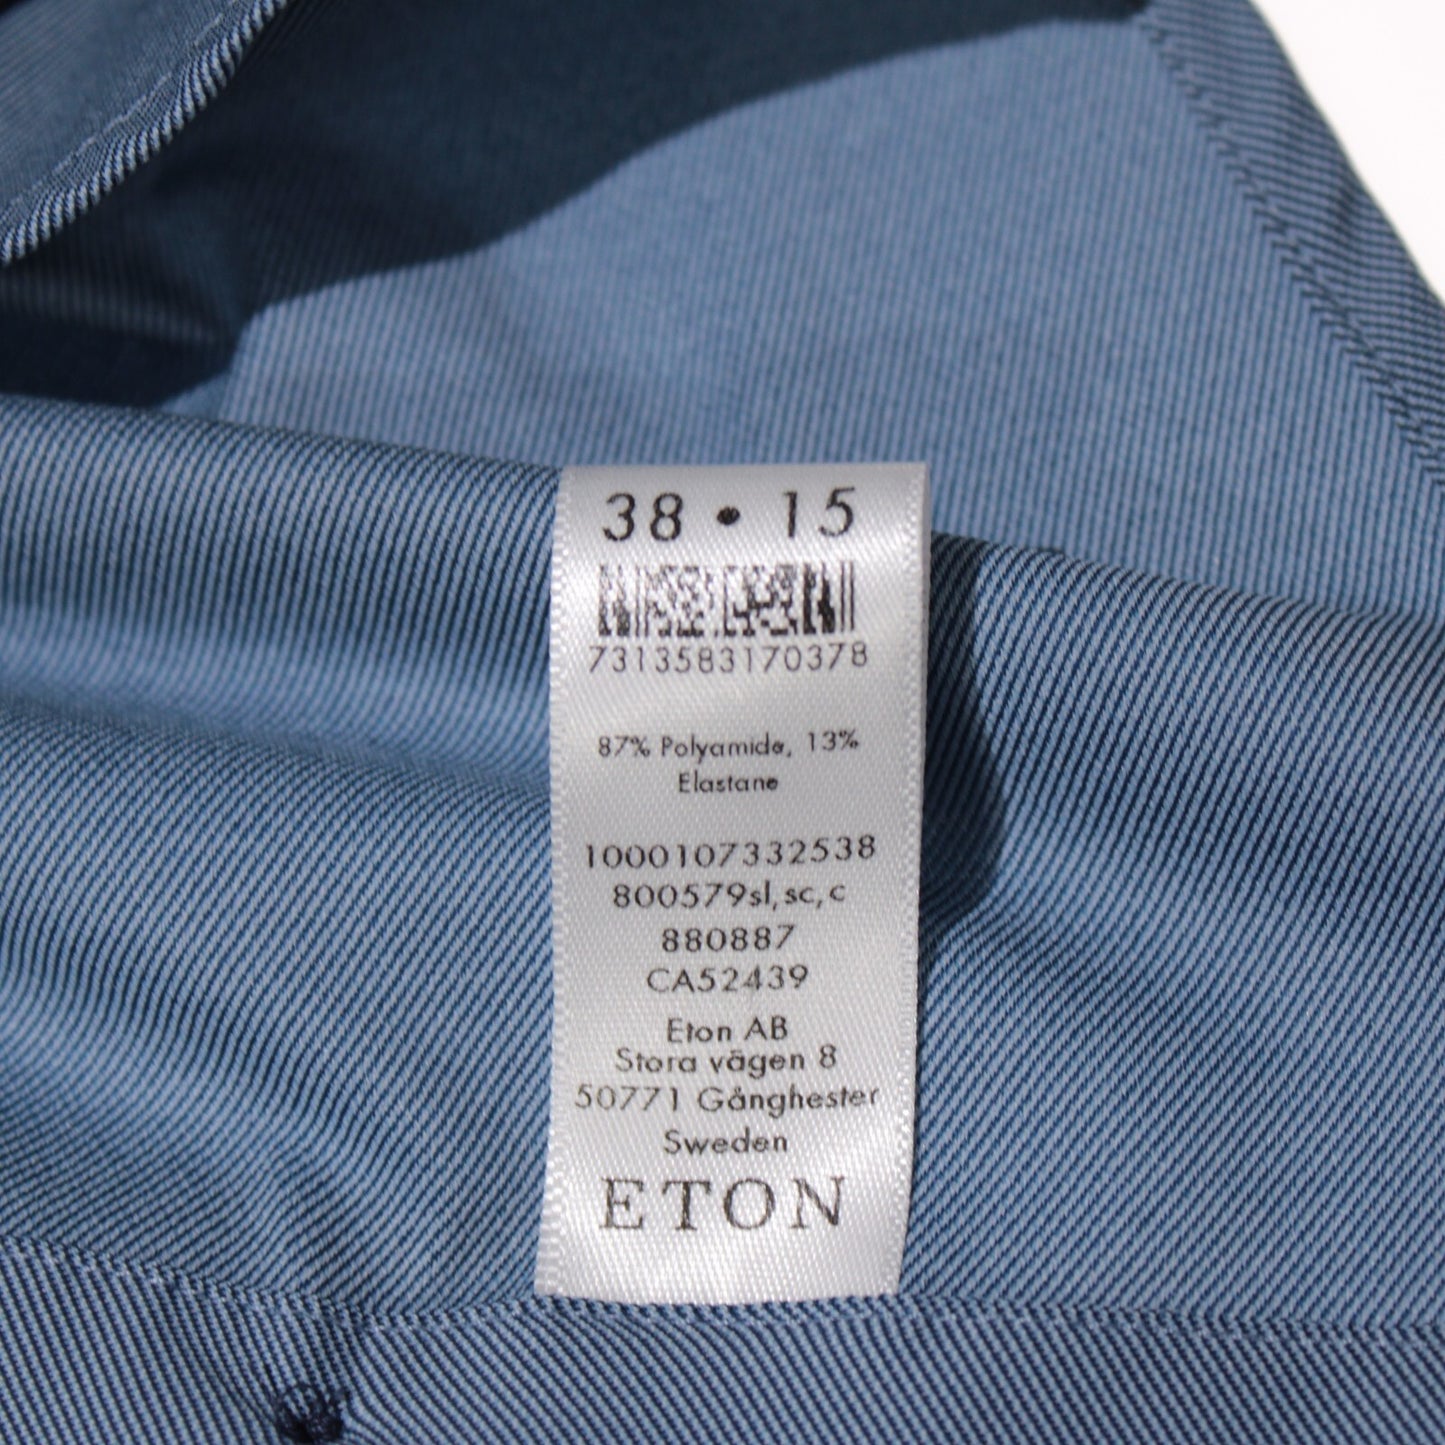 38 • 15
7313583170378
87% Polyamide, 13%
Elastane
1000107332538
800579sl,sc,c
880887
CA52439
Eton AB
Stora vägen 8
50771 Gånghester
Sweden
ETON